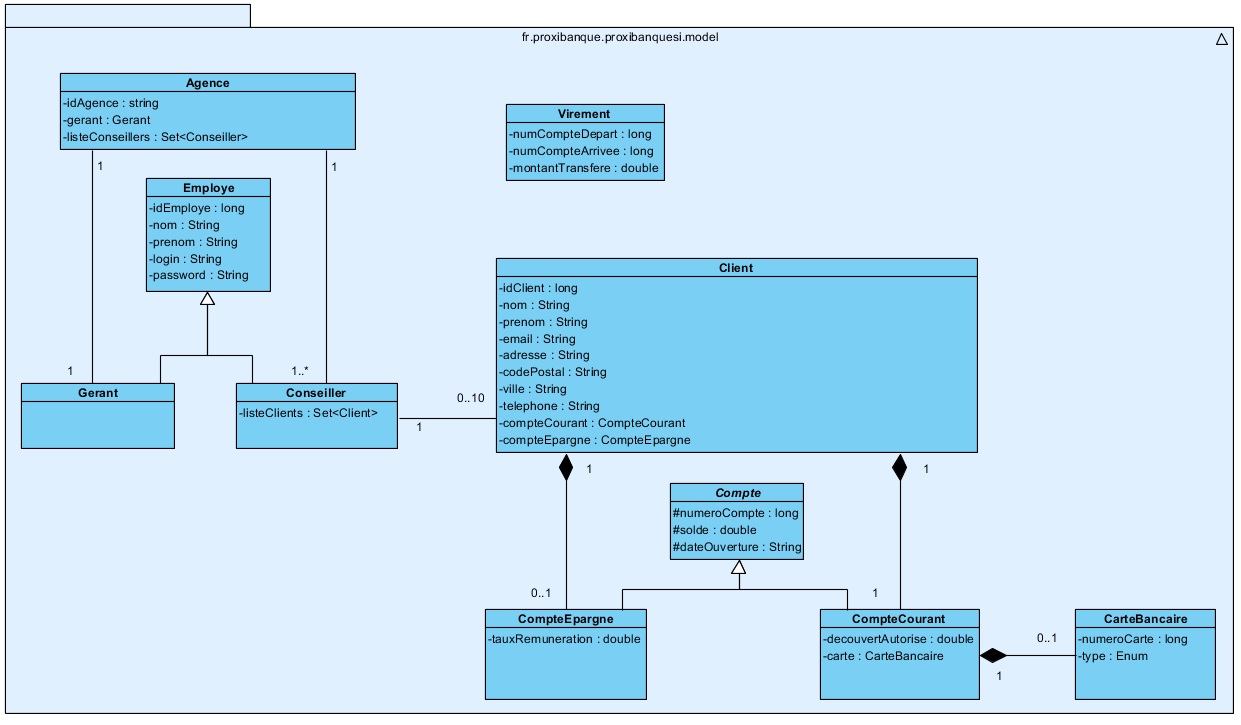 fr.proxibanque.proxibanquesi.model
Agence
-idAgence : string
-gerant : Gerant
-listeConseillers : Set<Conseiller>
1
1
Virement
-numCompteDepart : long
-numCompteArrivee : long
-montantTransfere : double
Employe
-idEmploye : long
-nom : String
-prenom : String
-login : String
-password : String
1
1..*
Gerant
Conseiller
-listeClients : Set<Client>
0..10
1
Client
-idClient : long
-nom : String
-prenom : String
-email : String
-adresse : String
-codePostal : String
-ville : String
-telephone : String
-compteCourant : CompteCourant
-compteEpargne : CompteEpargne
1
1
Compte
#numeroCompte : long
#solde : double
#dateOuverture : String
0..1
1
CompteEpargne
-tauxRemuneration : double
CompteCourant
-decouvertAutorise : double
-carte : CarteBancaire
0..1
1
CarteBancaire
-numeroCarte : long
-type : Enum